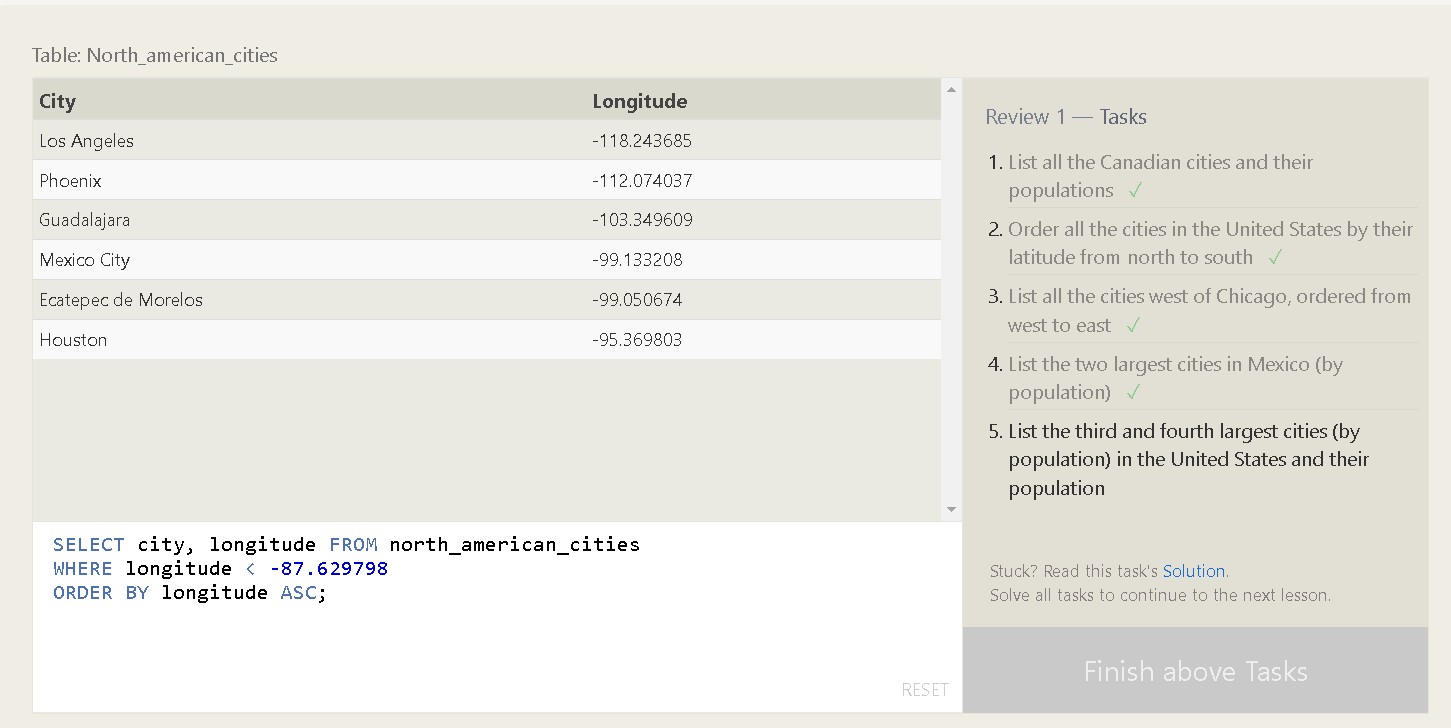 Table: North_american_cities
City Longitude
Los Angeles -118.243685
Phoenix -112.074037
Guadalajara -103.349609
Mexico City -99.133208
Ecatepec de Morelos -99.050674
Houston -95.369803
SELECT city, longitude FROM north_american_cities
WHERE longitude < -87.629798
ORDER BY longitude ASC;
RESET
Review 1 — Tasks
1. List all the Canadian cities and their
populations ✓
2. Order all the cities in the United States by their
latitude from north to south ✓
3. List all the cities west of Chicago, ordered from
west to east ✓
4. List the two largest cities in Mexico (by
population) ✓
5. List the third and fourth largest cities (by
population) in the United States and their
population
Stuck? Read this task's Solution.
Solve all tasks to continue to the next lesson.
Finish above Tasks